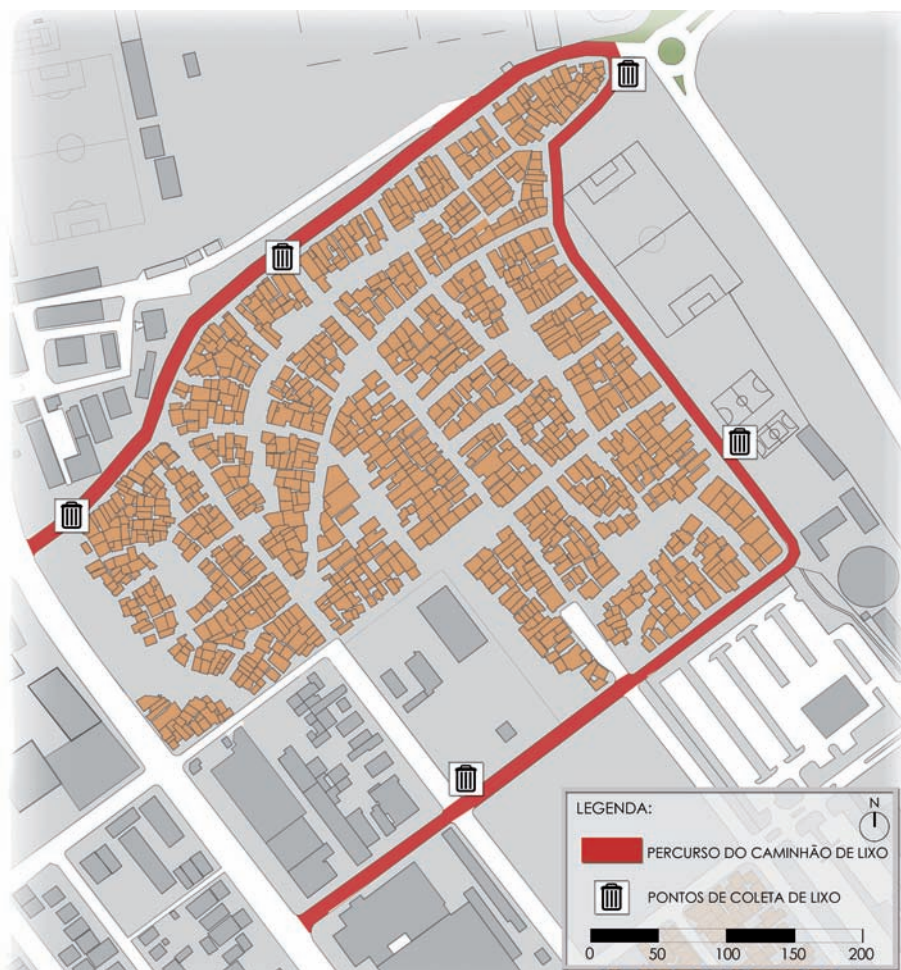 LEGENDA:
N
PERCURSO DO CAMINHÃO DE LIXO
PONTOS DE COLETA DE LIXO
0 50 100 150 200